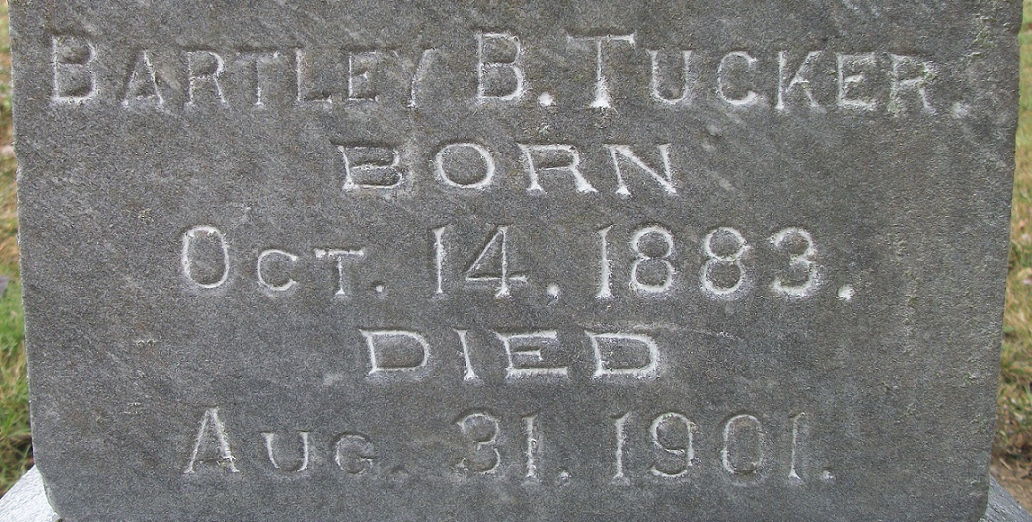 BARTLEY B. TUCKER.
BORN
OCT. 14, 1883.
DIED
AUG. 31, 1901.